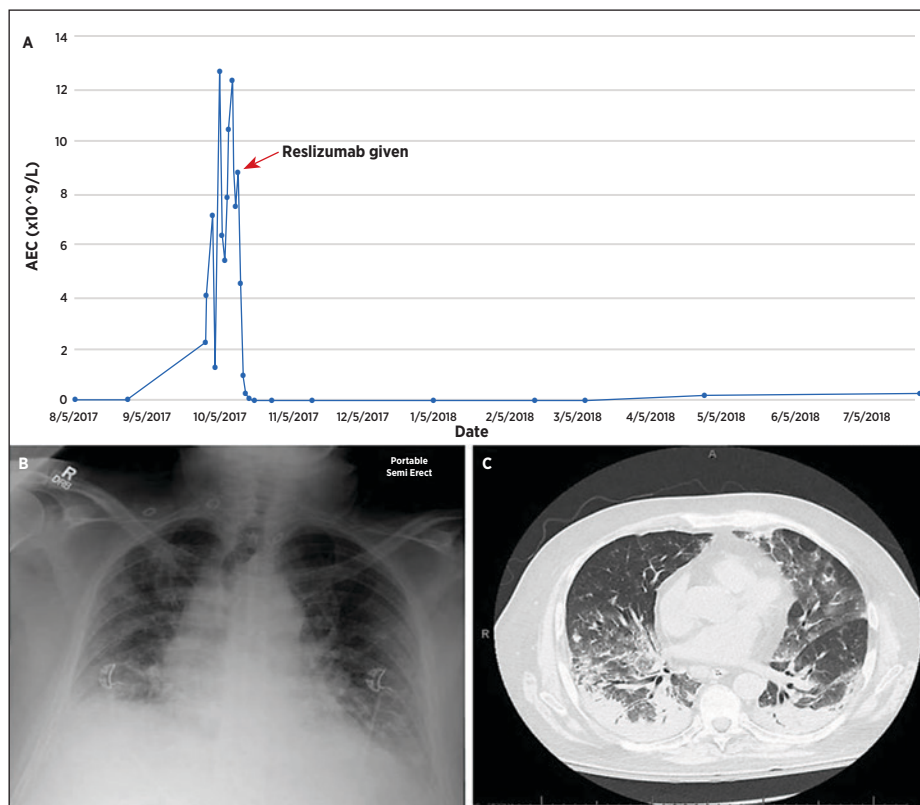 A
14
12
10
8
6
4
2
0
AEC (x10^9/L)
Reslizumab given
8/5/2017 9/5/2017 10/5/2017 11/5/2017 12/5/2017 1/5/2018 2/5/2018 3/5/2018 4/5/2018 5/5/2018 6/5/2018 7/5/2018
Date
B
R
Portable
Semi Erect
C
A
R